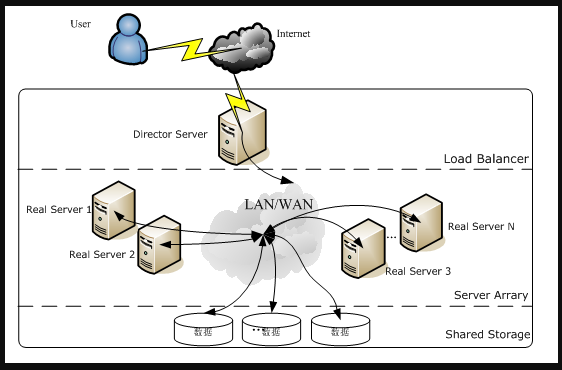 User
Internet
Director Server
Load Balancer
LAN/WAN
Real Server 1
Real Server 2
Real Server N
...
Real Server 3
Server Arrary
数据
...
数据
数据
Shared Storage